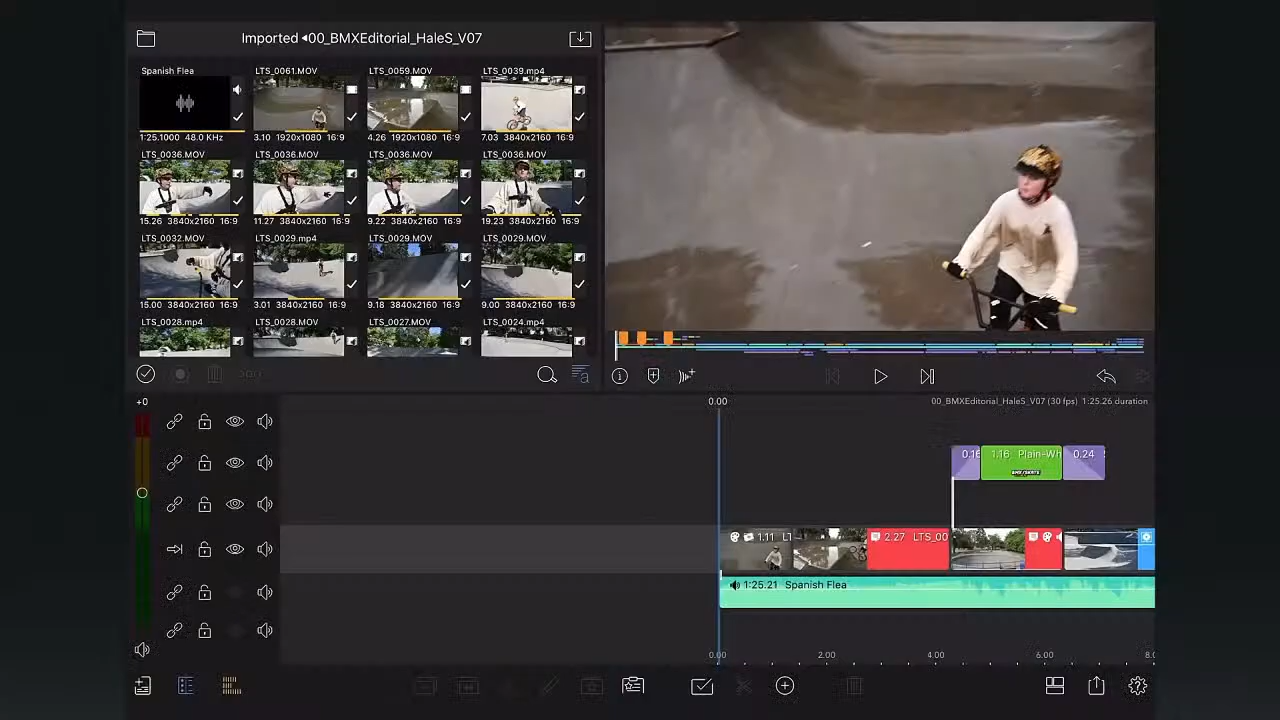 Imported ◂00_BMXEditorial_HaleS_V07
Spanish Flea
LTS_0061.MOV
LTS_0059.MOV
LTS_0039.mp4
1:25.1000 48.0 KHz
3.10 1920x1080 16:9
4.26 1920x1080 16:9
7.03 3840x2160 16:9
LTS_0036.MOV
LTS_0036.MOV
LTS_0036.MOV
LTS_0036.MOV
15.26 3840x2160 16:9
11.27 3840x2160 16:9
9.22 3840x2160 16:9
19.23 3840x2160 16:9
LTS_0032.MOV
LTS_0029.mp4
LTS_0029.MOV
LTS_0029.MOV
15.00 3840x2160 16:9
3.01 3840x2160 16:9
9.18 3840x2160 16:9
9.00 3840x2160 16:9
LTS_0028.mp4
LTS_0028.MOV
LTS_0027.MOV
LTS_0024.mp4
+0
0.00
00_BMXEditorial_HaleS_V07 (30 fps) 1:25.26 duration
0.16
1.16 Plain-Wh
0.24
1.11 L1
2.27 LTS_00
1:25.21 Spanish Flea
0.00
2.00
4.00
6.00
8.0